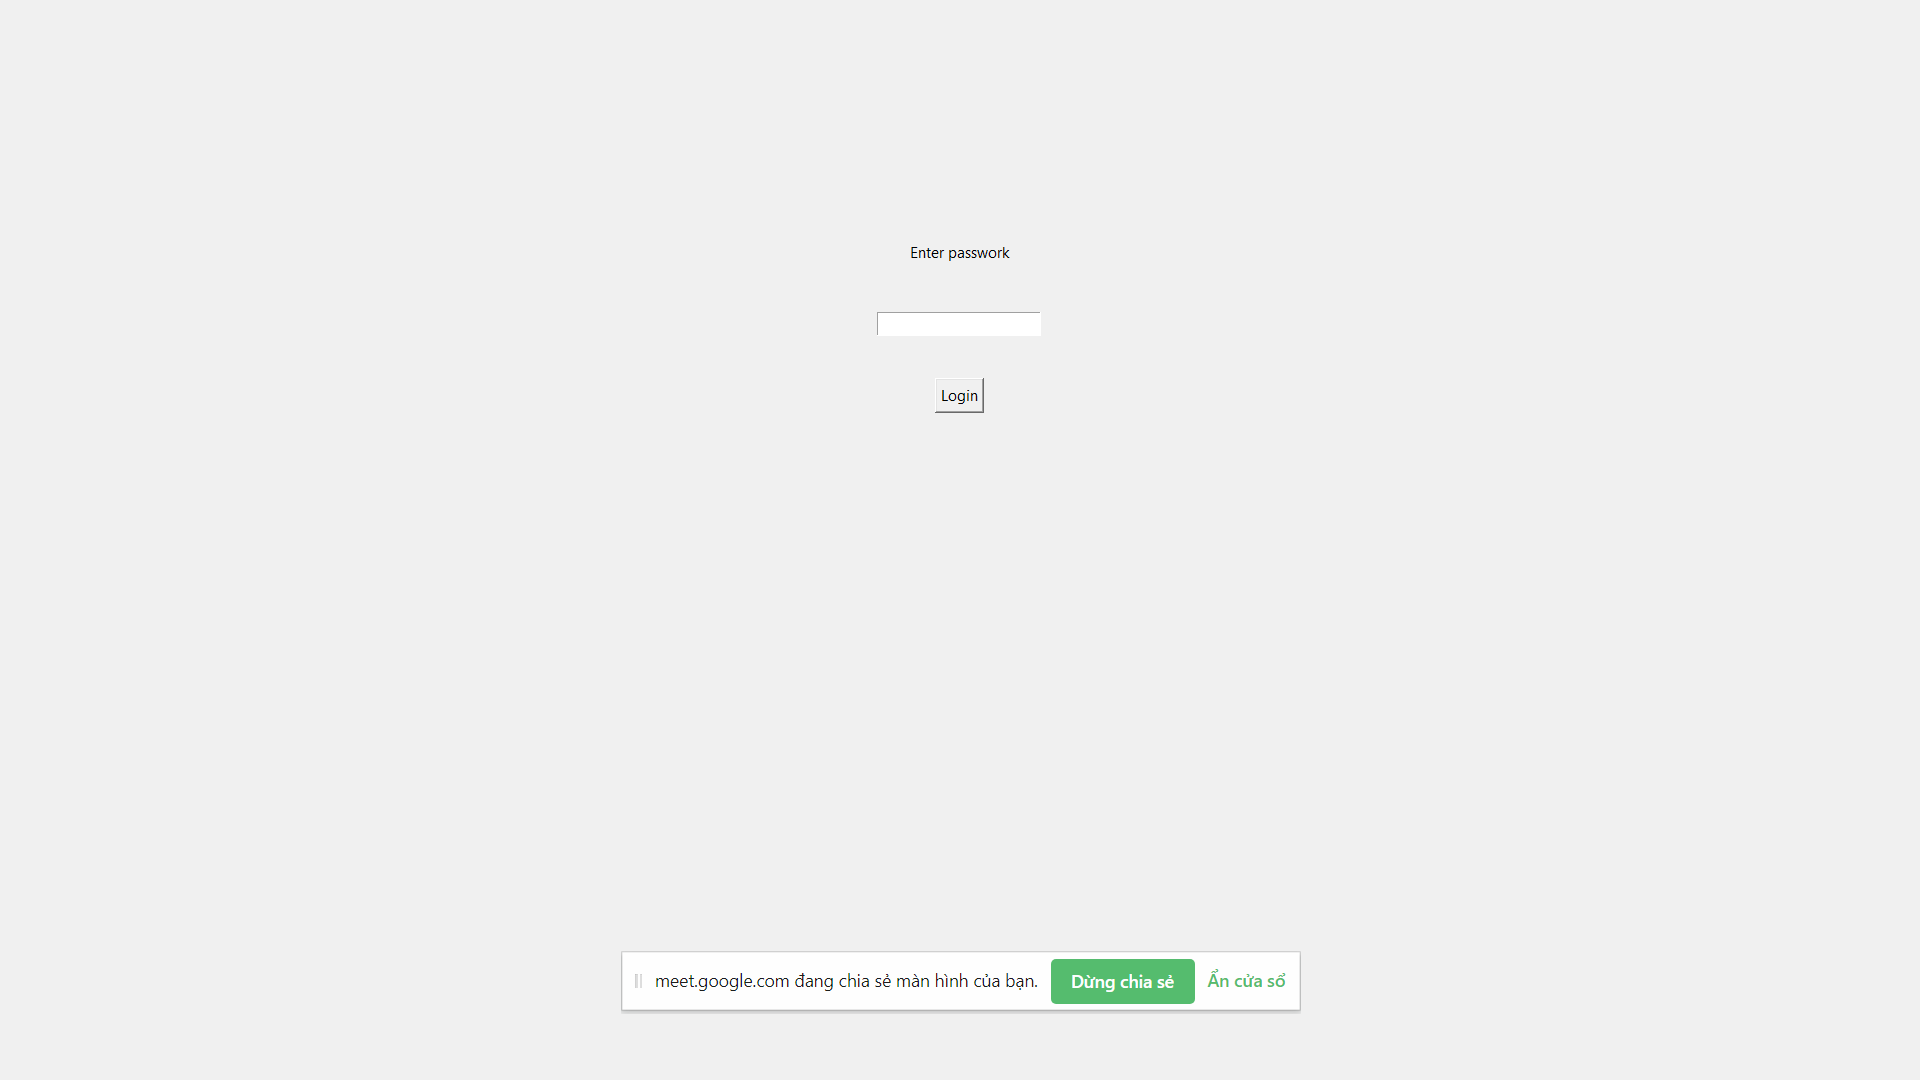 Enter passwork
Login
meet.google.com đang chia sẻ màn hình của bạn. Dừng chia sẻ Ẩn cửa sổ